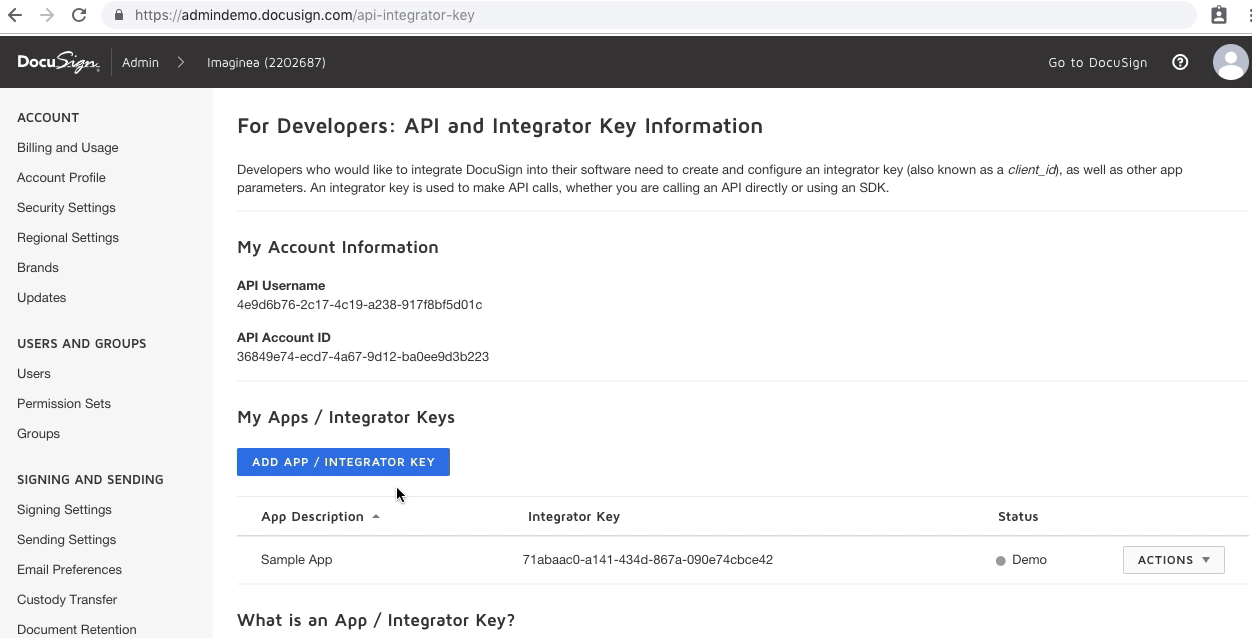 https://admindemo.docusign.com/api-integrator-key
DocuSign Admin Imaginea (2202687) Go to DocuSign ?
ACCOUNT
Billing and Usage
Account Profile
Security Settings
Regional Settings
Brands
Updates
USERS AND GROUPS
Users
Permission Sets
Groups
SIGNING AND SENDING
Signing Settings
Sending Settings
Email Preferences
Custody Transfer
Document Retention
For Developers: API and Integrator Key Information
Developers who would like to integrate DocuSign into their software need to create and configure an integrator key (also known as a client_id), as well as other app
parameters. An integrator key is used to make API calls, whether you are calling an API directly or using an SDK.
My Account Information
API Username
4e9d6b76-2c17-4c19-a238-917f8bf5d01c
API Account ID
36849e74-ecd7-4a67-9d12-ba0ee9d3b223
My Apps / Integrator Keys
ADD APP / INTEGRATOR KEY
App Description Integrator Key Status
Sample App 71abaac0-a141-434d-867a-090e74cbce42 Demo ACTIONS
What is an App / Integrator Key?